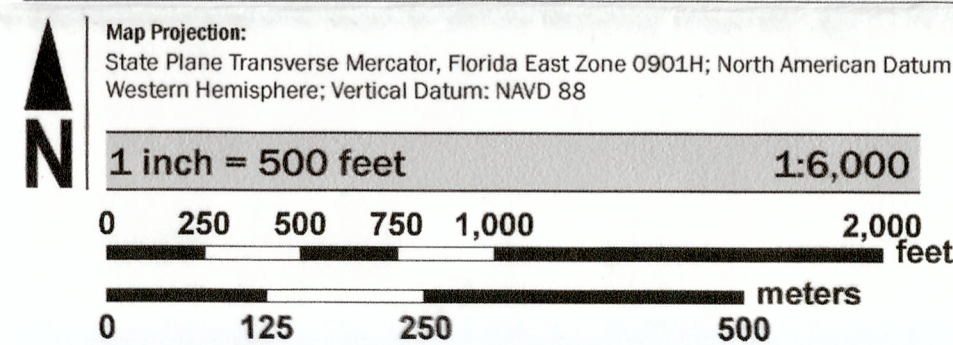 Map Projection:
State Plane Transverse Mercator, Florida East Zone 0901H; North American Datum
Western Hemisphere; Vertical Datum: NAVD 88
N
1 inch = 500 feet 1:6,000
0 250 500 750 1,000 2,000
feet
meters
0 125 250 500